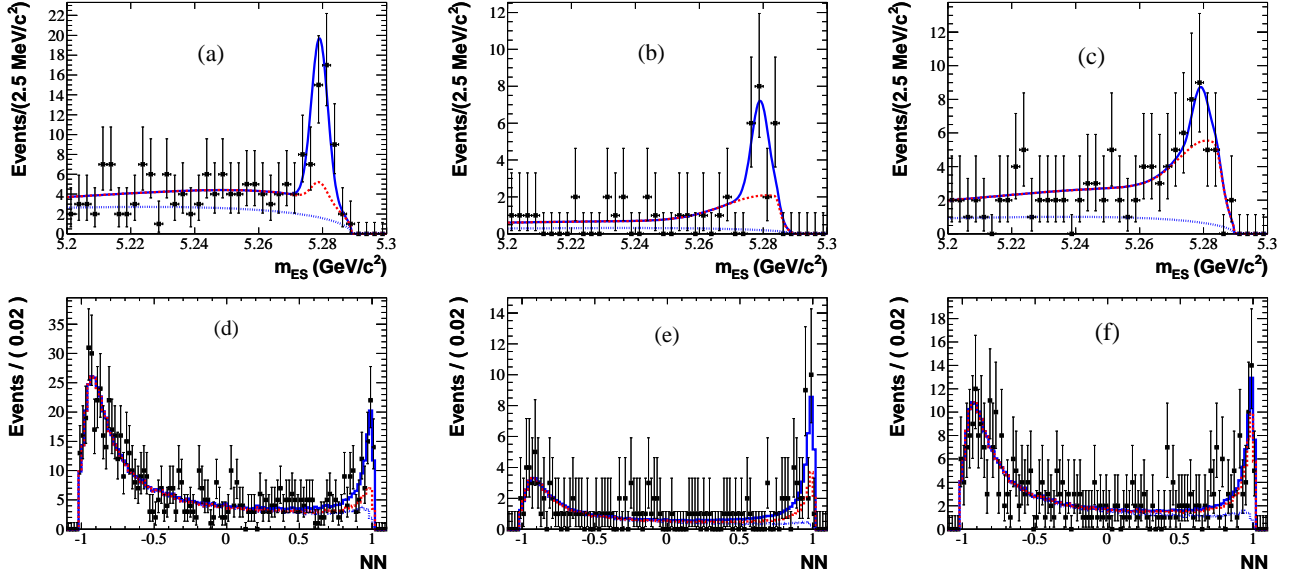 Events/(2.5 MeV/c²)
22
20
18
16
14
12
10
8
6
4
2
0
(a)
5.2 5.22 5.24 5.26 5.28 5.3
m_ES (GeV/c²)
Events/(2.5 MeV/c²)
12
10
8
6
4
2
0
(b)
5.2 5.22 5.24 5.26 5.28 5.3
m_ES (GeV/c²)
Events/(2.5 MeV/c²)
12
10
8
6
4
2
0
(c)
5.2 5.22 5.24 5.26 5.28 5.3
m_ES (GeV/c²)
Events / ( 0.02 )
35
30
25
20
15
10
5
0
(d)
-1 -0.5 0 0.5 1
NN
Events / ( 0.02 )
14
12
10
8
6
4
2
0
(e)
-1 -0.5 0 0.5 1
NN
Events / ( 0.02 )
18
16
14
12
10
8
6
4
2
0
(f)
-1 -0.5 0 0.5 1
NN